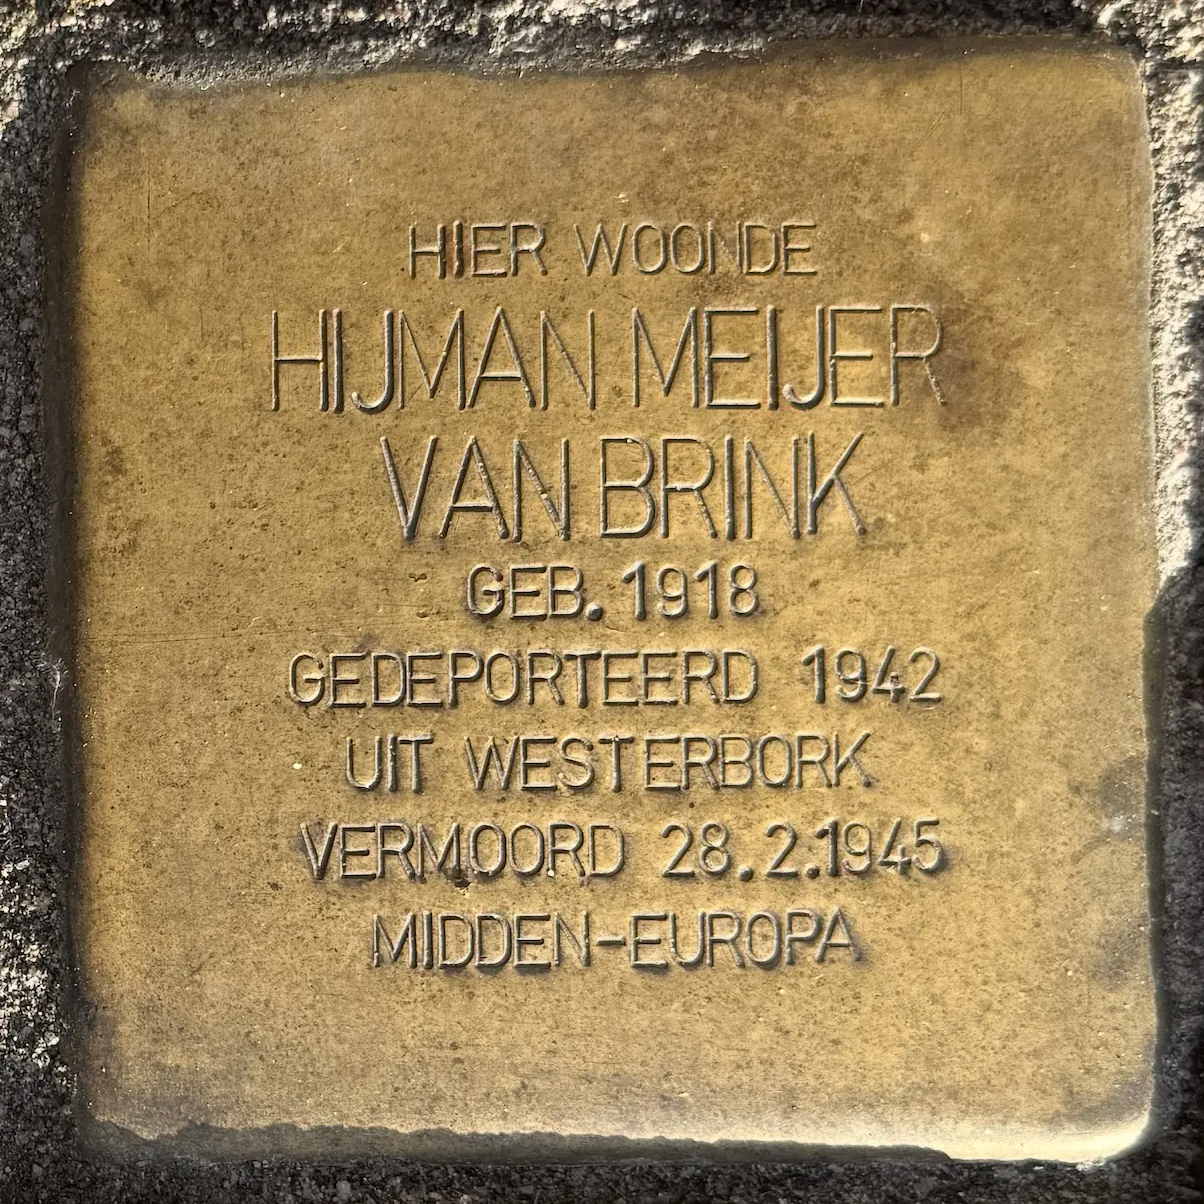 HIER WOONDE
HIJMAN MEIJER
VAN BRINK
GEB. 1918
GEDEPORTEERD 1942
UIT WESTERBORK
VERMOORD 28.2.1945
MIDDEN-EUROPA